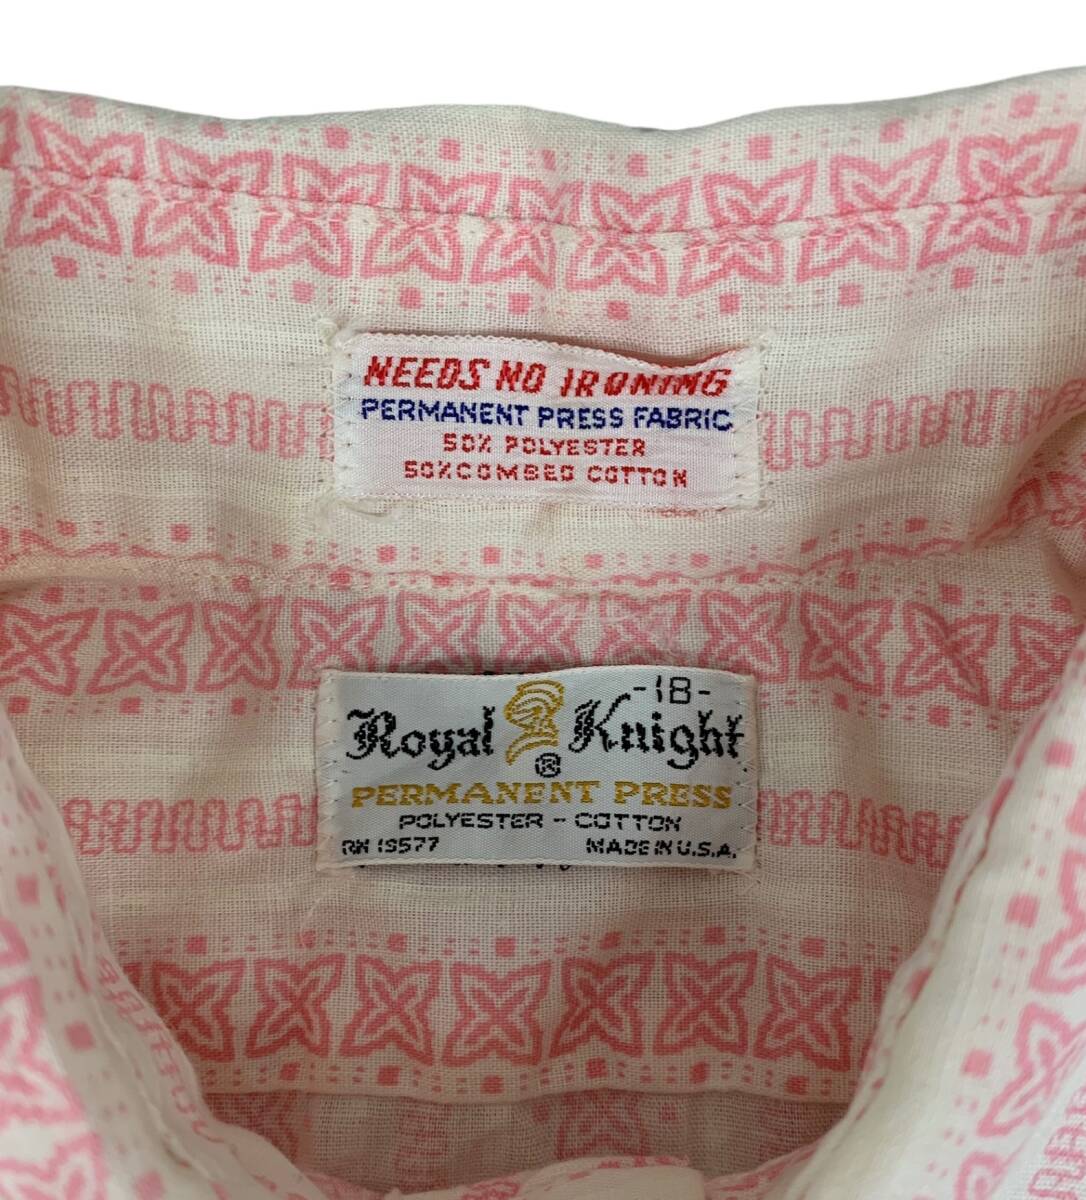 NEEDS NO IRONING
PERMANENT PRESS FABRIC
50% POLYESTER
50% COMBED COTTON
-18-
Royal Knight
®
PERMANENT PRESS
POLYESTER - COTTON
RN 19577 MADE IN U.S.A.